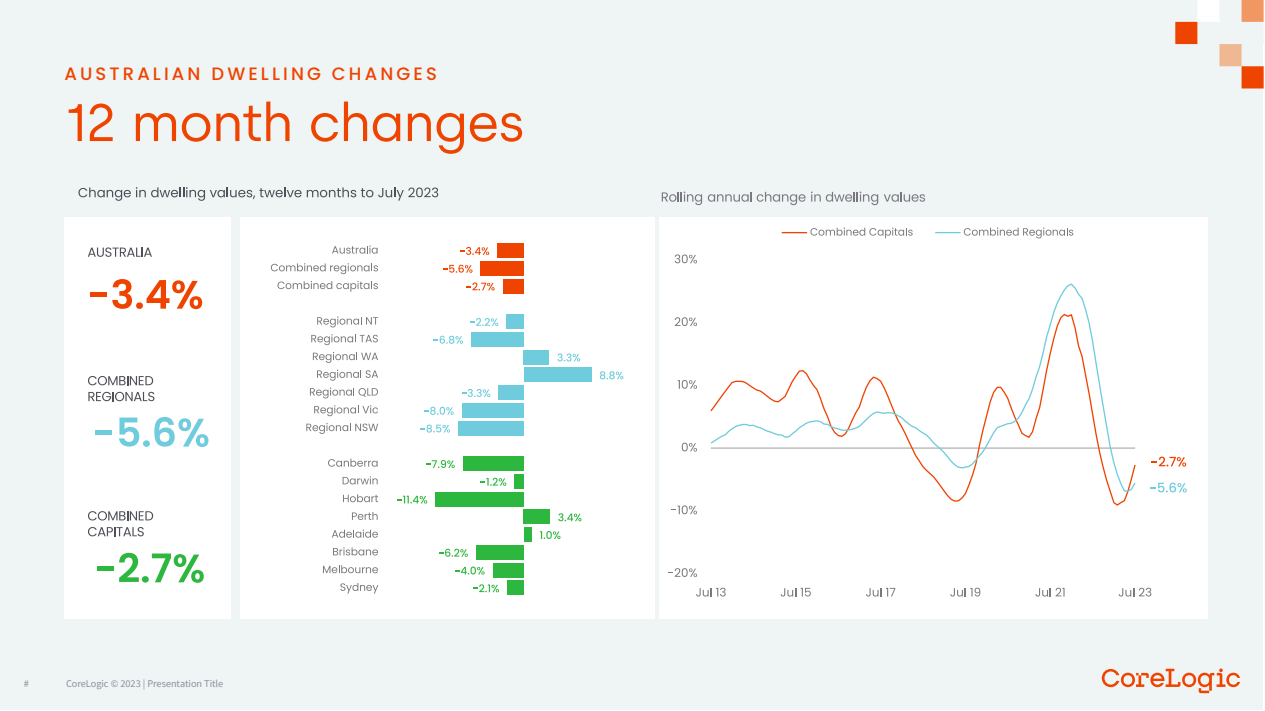 AUSTRALIAN DWELLING CHANGES
12 month changes
Change in dwelling values, twelve months to July 2023
AUSTRALIA
-3.4%
COMBINED
REGIONALS
-5.6%
COMBINED
CAPITALS
-2.7%
Australia -3.4%
Combined regionals -5.6%
Combined capitals -2.7%
Regional NT -2.2%
Regional TAS -6.8%
Regional WA 3.3%
Regional SA 8.8%
Regional QLD -3.3%
Regional Vic -8.0%
Regional NSW -8.5%
Canberra -7.9%
Darwin -1.2%
Hobart -11.4%
Perth 3.4%
Adelaide 1.0%
Brisbane -6.2%
Melbourne -4.0%
Sydney -2.1%
Rolling annual change in dwelling values
Combined Capitals Combined Regionals
30%
20%
10%
0%
-10%
-20%
-2.7%
-5.6%
Jul 13 Jul 15 Jul 17 Jul 19 Jul 21 Jul 23
# CoreLogic © 2023 | Presentation Title
CoreLogic